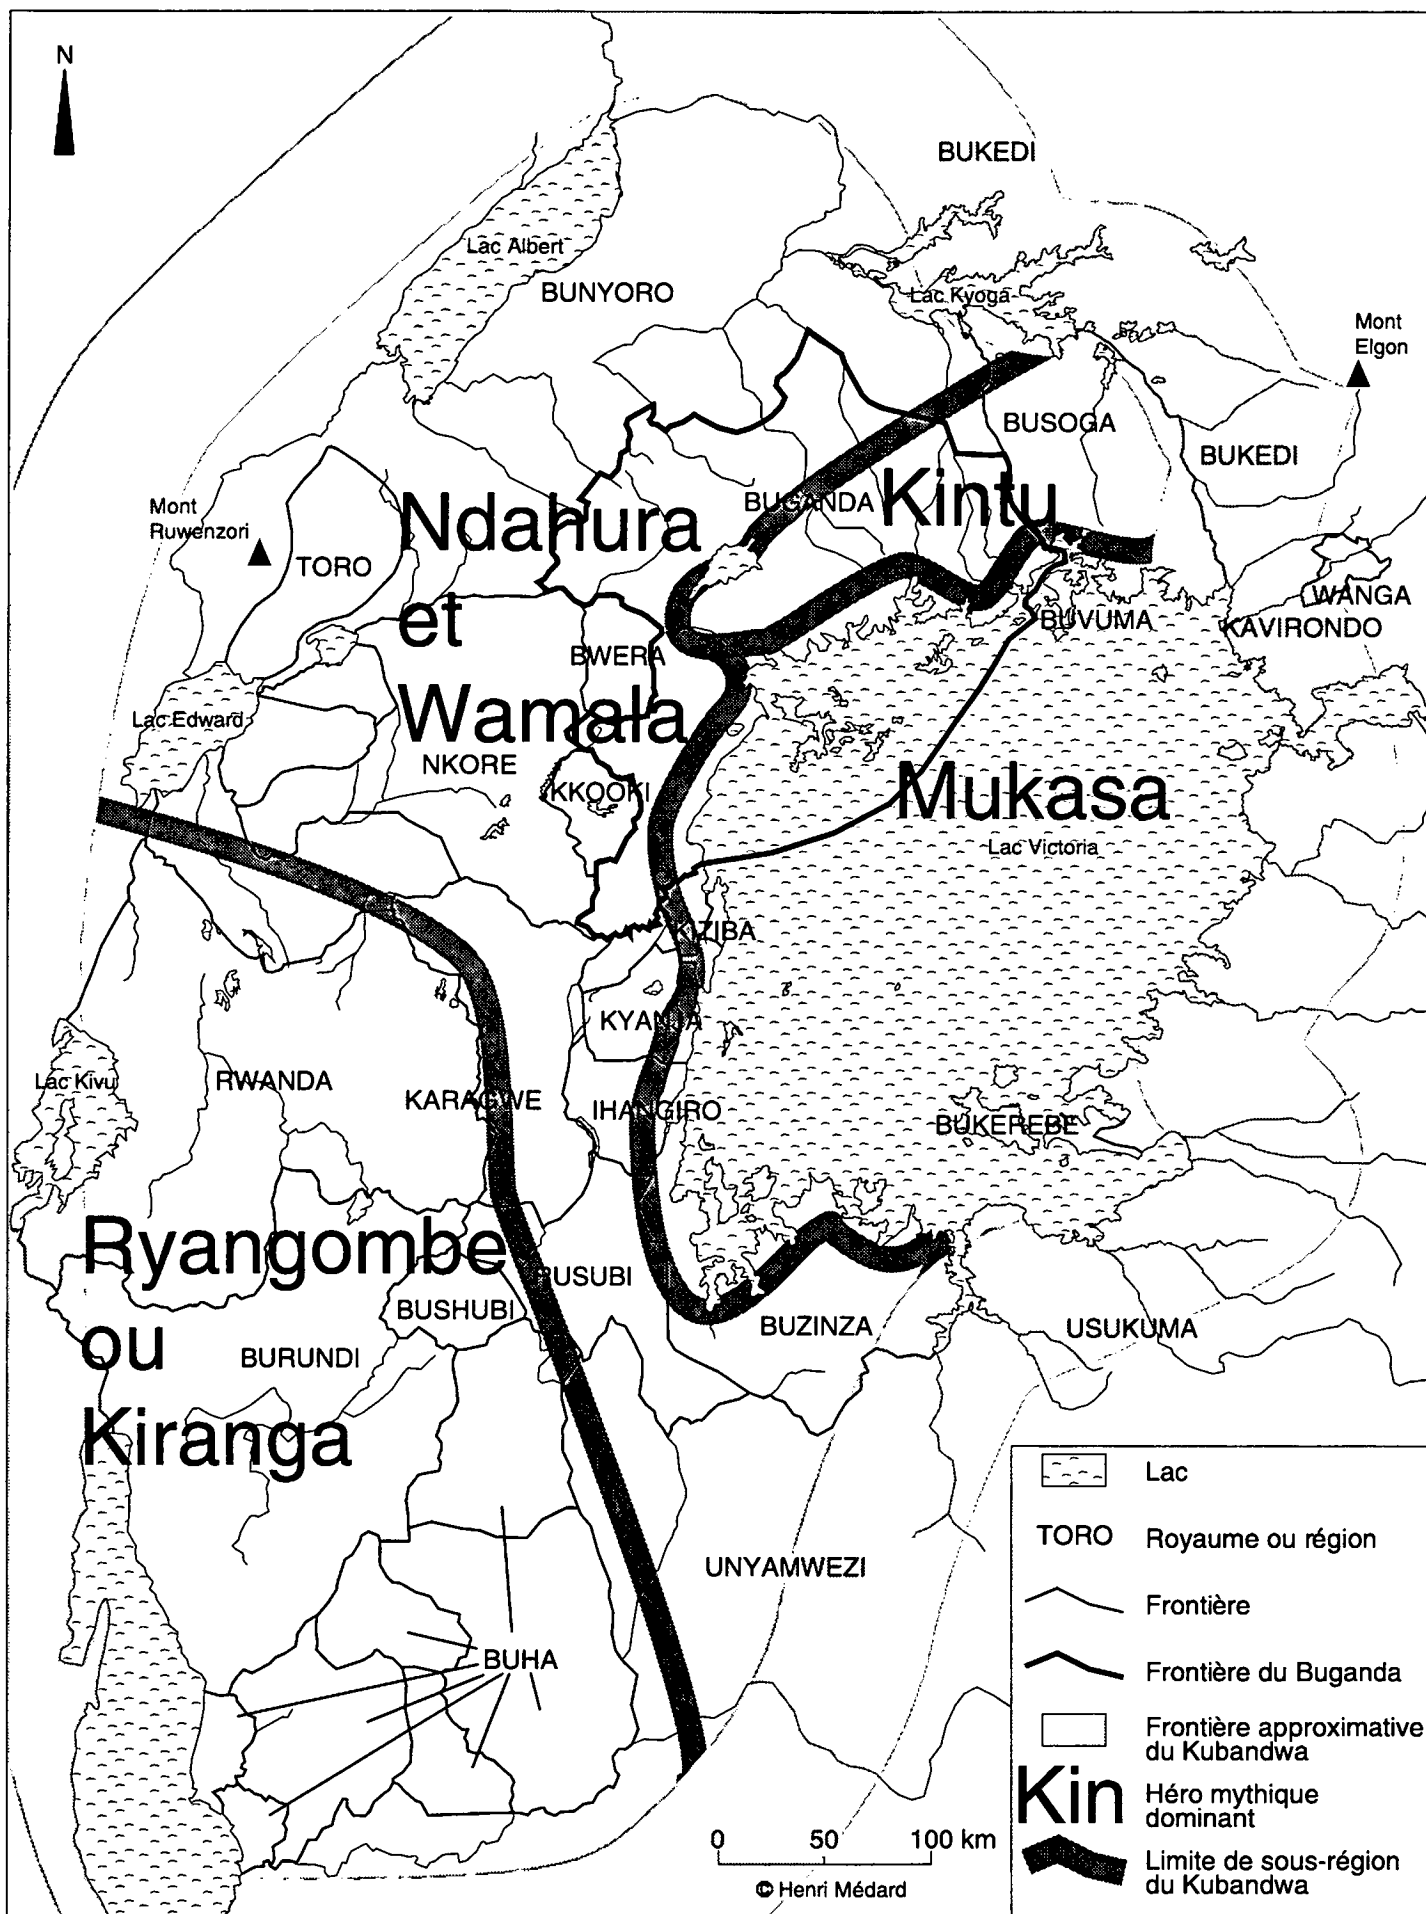 N
BUKEDI
Lac Albert
BUNYORO
Lac Kyoga
Mont
Elgon
BUSOGA
BUKEDI
Ndahura
et
Wamala
BUGANDA
Kintu
Mont
Ruwenzori
TORO
WANGA
KAVIRONDO
BUVUMA
BWERA
Lac Edward
NKORE
KKOOKI
Mukasa
Lac Victoria
KIZIBA
KYANJA
Lac Kivu
RWANDA
KARAGWE
IHANGIRO
BUKEREBE
Ryangombe
ou
Kiranga
RUSUBI
BUSHUBI
BUZINZA
USUKUMA
BURUNDI
UNYAMWEZI
BUHA
Lac
TORO Royaume ou région
Frontière
Frontière du Buganda
Frontière approximative
du Kubandwa
Kin Héro mythique
dominant
Limite de sous-région
du Kubandwa
0 50 100 km
© Henri Médard